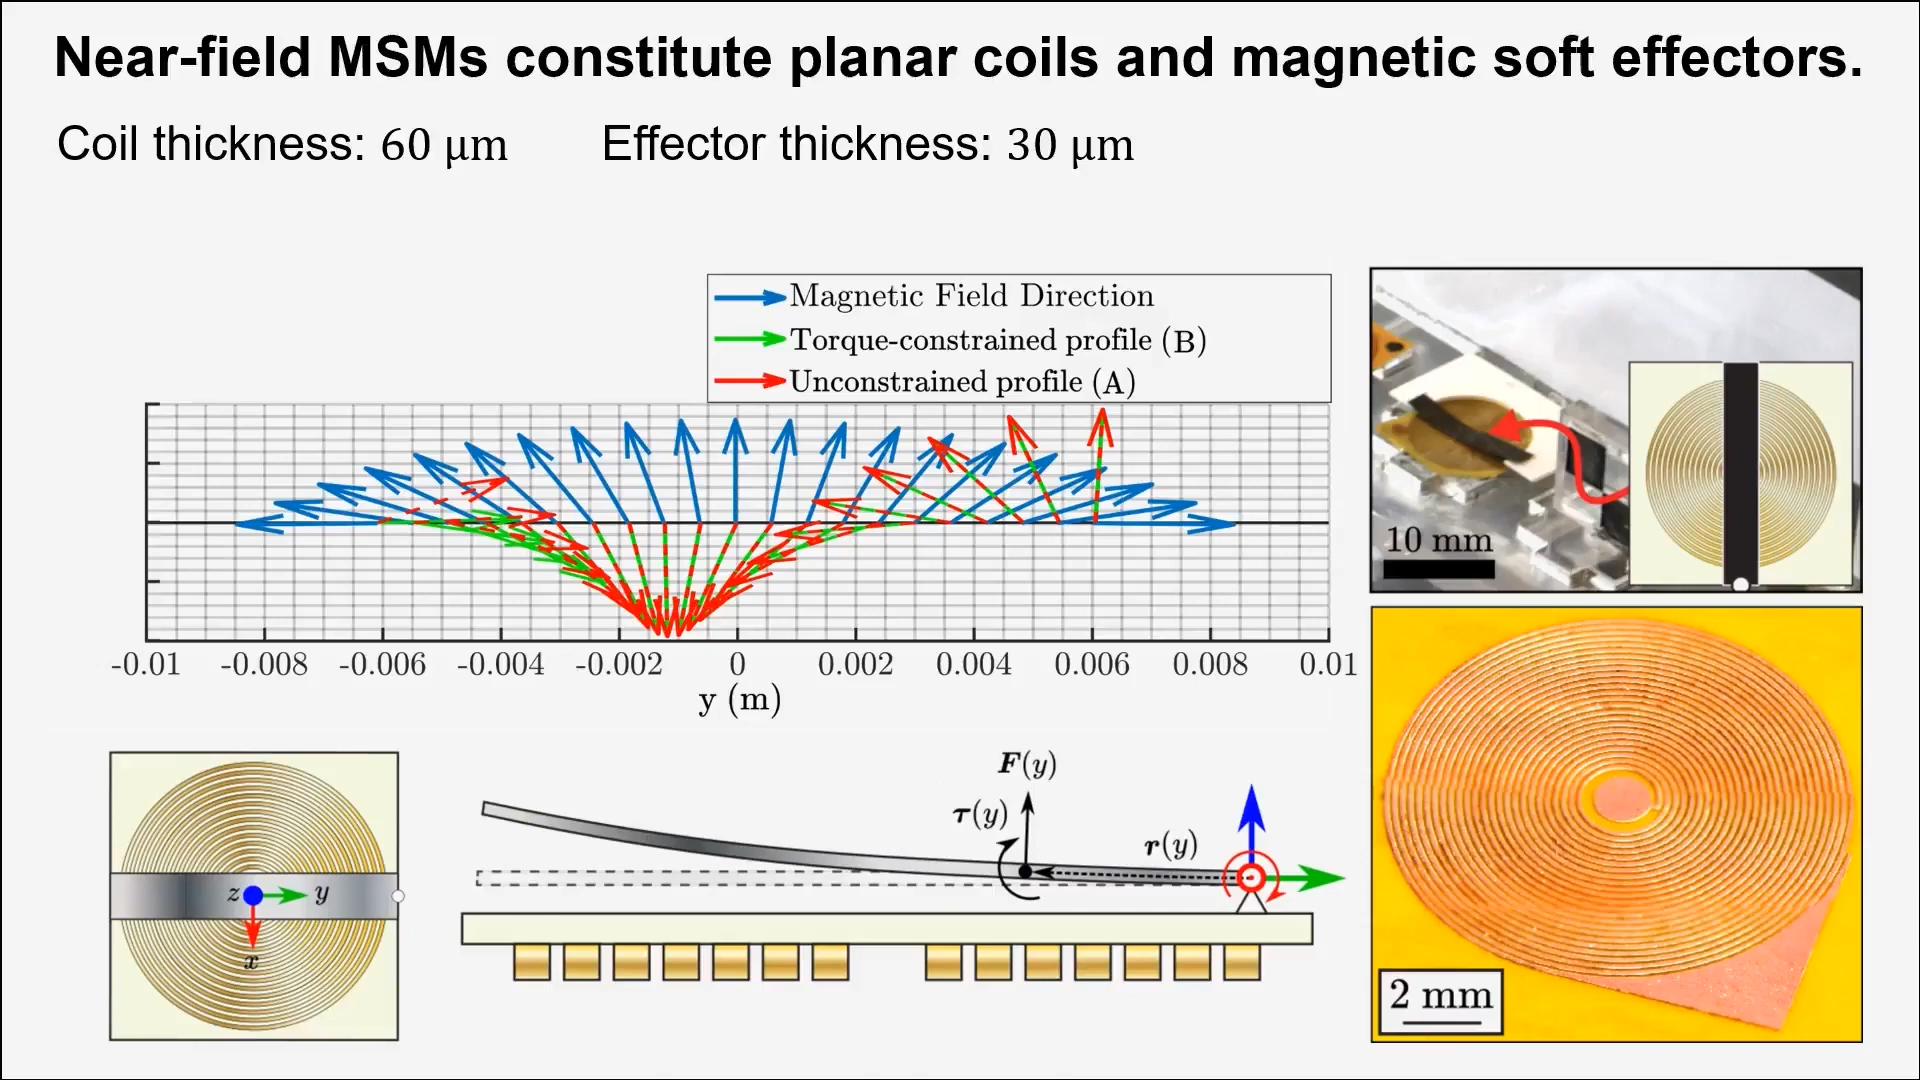 Near-field MSMs constitute planar coils and magnetic soft effectors.
Coil thickness: 60 μm Effector thickness: 30 μm
Magnetic Field Direction
Torque-constrained profile (B)
Unconstrained profile (A)
-0.01 -0.008 -0.006 -0.004 -0.002 0 0.002 0.004 0.006 0.008 0.01
y (m)
10 mm
z y
x
F(y)
τ(y)
r(y)
2 mm